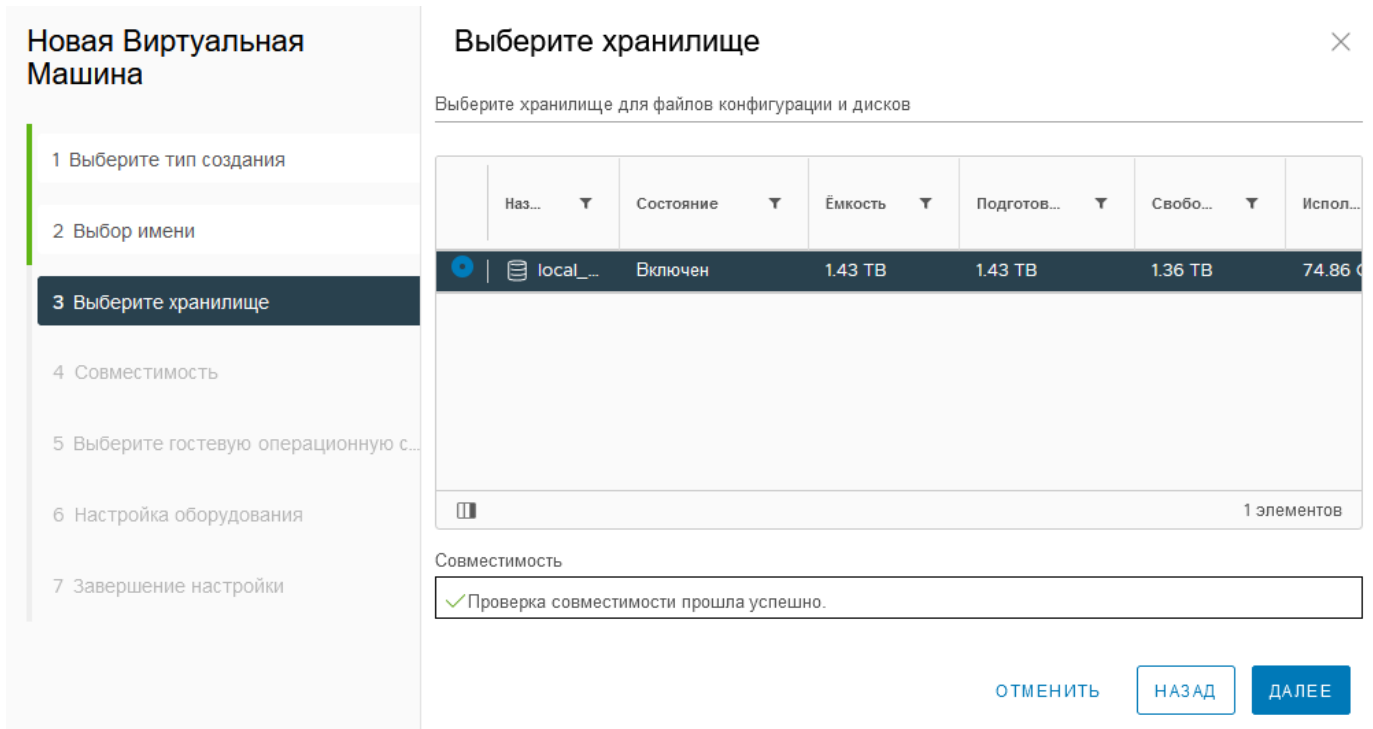 Новая Виртуальная
Машина
1 Выберите тип создания
2 Выбор имени
3 Выберите хранилище
4 Совместимость
5 Выберите гостевую операционную с...
6 Настройка оборудования
7 Завершение настройки
Выберите хранилище
Выберите хранилище для файлов конфигурации и дисков
Наз... Состояние Ёмкость Подготов... Свобо... Испол...
local_... Включен 1.43 TB 1.43 TB 1.36 TB 74.86
1 элементов
Совместимость
Проверка совместимости прошла успешно.
ОТМЕНИТЬ НАЗАД ДАЛЕЕ